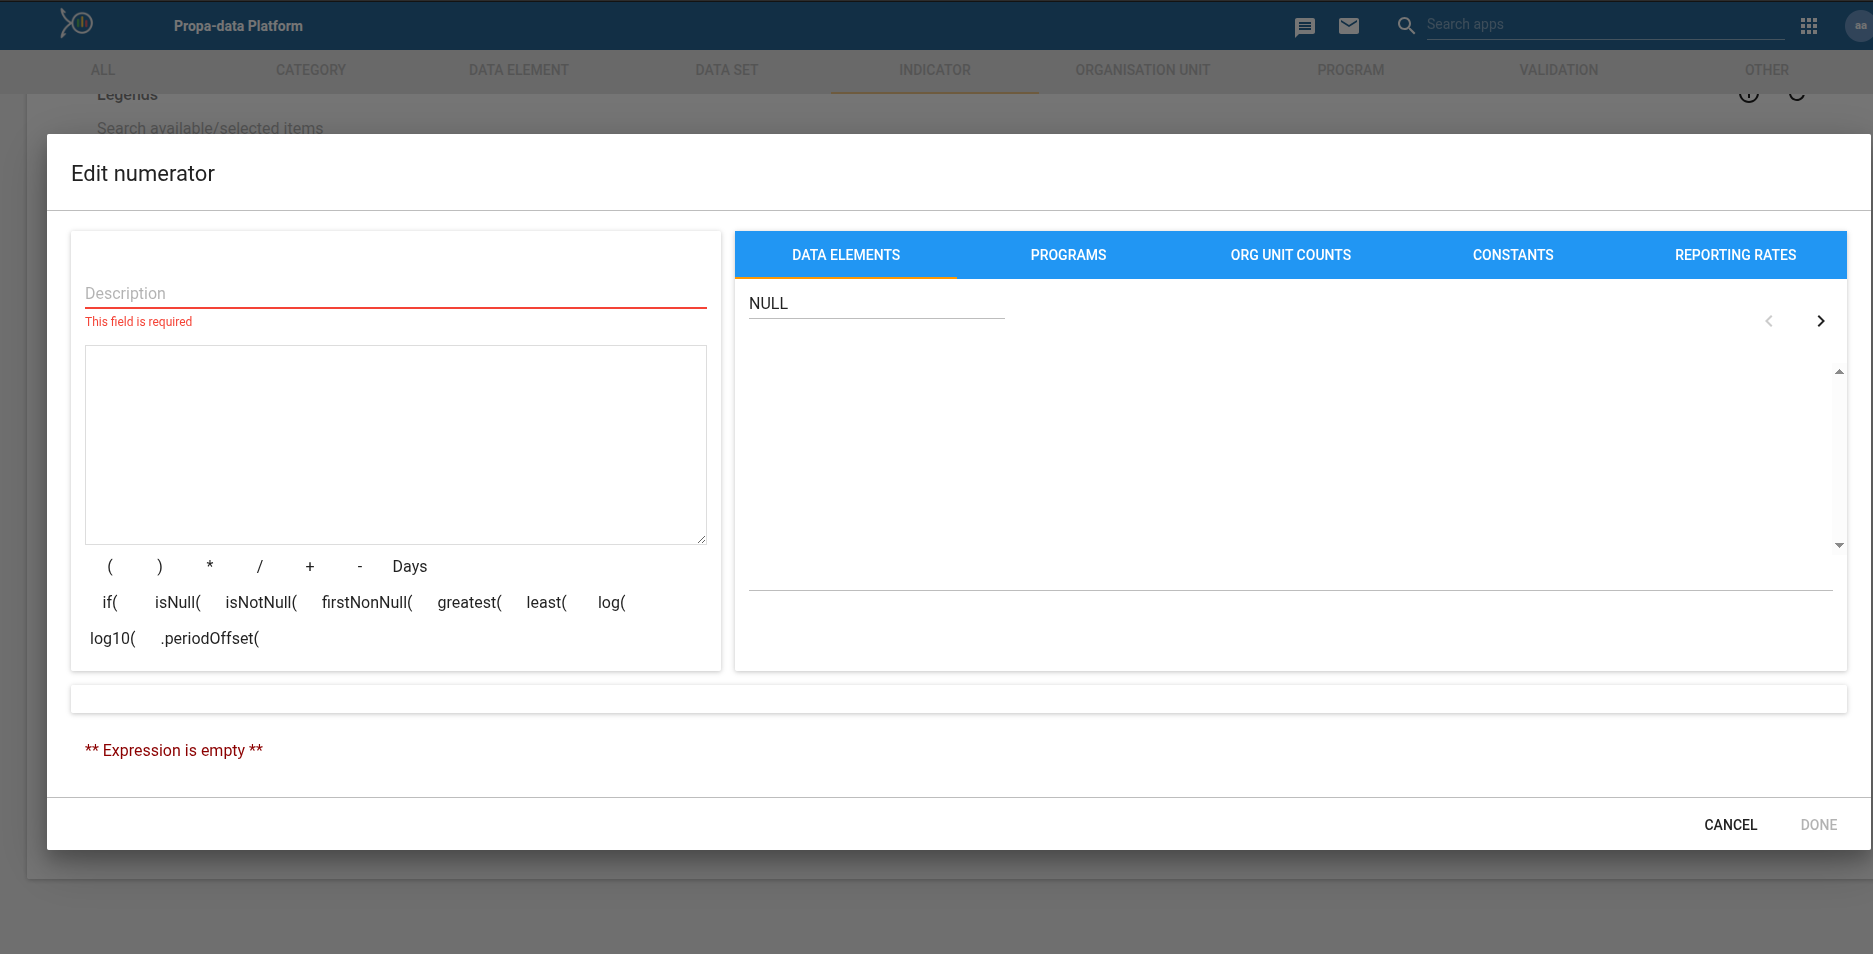 Propa-data Platform
Search apps
aa
ALL CATEGORY DATA ELEMENT DATA SET INDICATOR ORGANISATION UNIT PROGRAM VALIDATION OTHER
Legends
Search available/selected items
Edit numerator
DATA ELEMENTS PROGRAMS ORG UNIT COUNTS CONSTANTS REPORTING RATES
Description
This field is required
NULL
( ) * / + - Days
if( isNull( isNotNull( firstNonNull( greatest( least( log(
log10( .periodOffset(
** Expression is empty **
CANCEL DONE